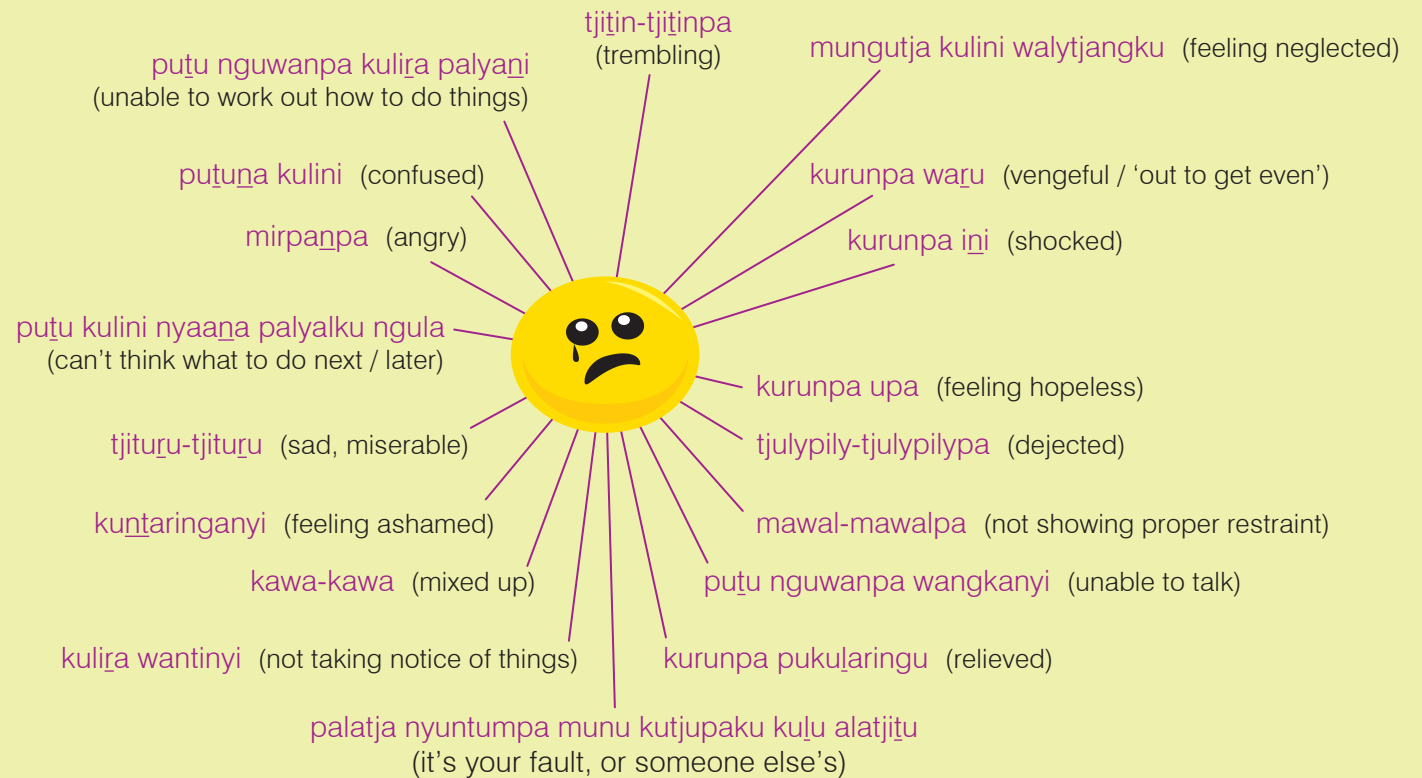 tjiṯin-tjiṯinpa
(trembling)
mungutja kulini walytjangku (feeling neglected)
puṯu nguwanpa kuliṟa palyaṉi
(unable to work out how to do things)
puṯuṉa kulini (confused)
kurunpa waṟu (vengeful / ‘out to get even’)
mirpaṉpa (angry)
kurunpa iṉi (shocked)
puṯu kulini nyaaṉa palyalku ngula
(can’t think what to do next / later)
kurunpa upa (feeling hopeless)
tjituṟu-tjituṟu (sad, miserable)
tjulypily-tjulypilypa (dejected)
kuṉṯaringanyi (feeling ashamed)
mawal-mawalpa (not showing proper restraint)
kawa-kawa (mixed up)
puṯu nguwanpa wangkanyi (unable to talk)
kuliṟa wantinyi (not taking notice of things)
kurunpa pukuḻaringu (relieved)
palatja nyuntumpa munu kutjupaku kuḻu alatjiṯu
(it’s your fault, or someone else’s)